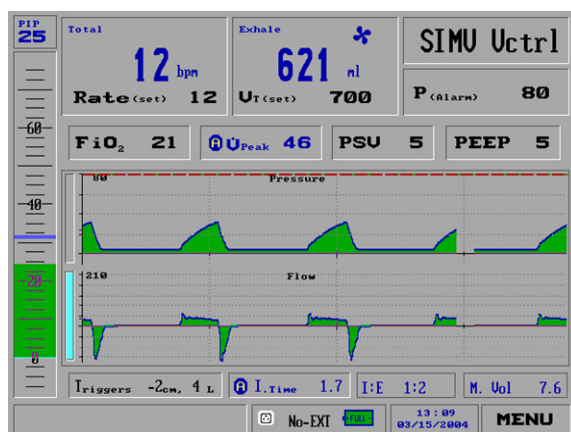 PIP
25
Total
12 bpm
Rate(set) 12
Exhale
621 ml
VT(set) 700
SIMV Vctrl
P(Alarm) 80
60
FiO2 21
A V̇Peak 46
PSV 5
PEEP 5
80 Pressure
40
210 Flow
20
0
Triggers -2cm, 4 L
A I.Time 1.7
I:E 1:2
M. Vol 7.6
No-EXT
FULL
13:09
03/15/2004
MENU